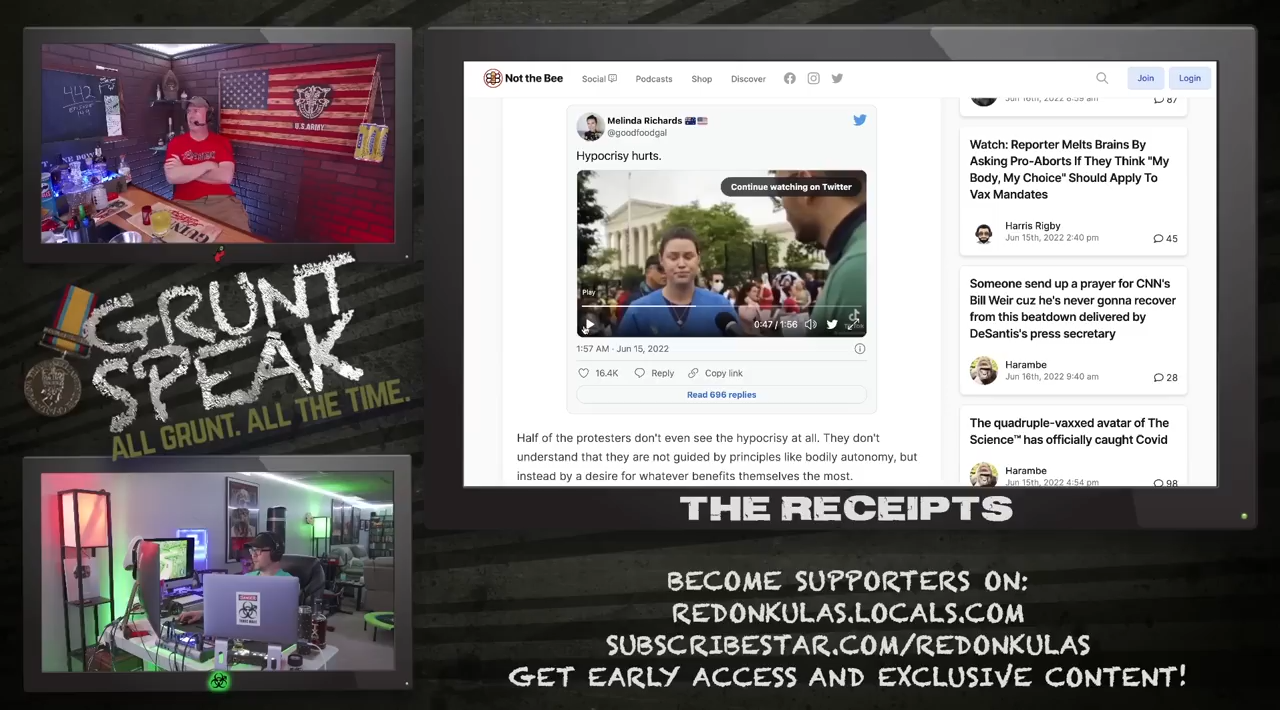 442
U.S. ARMY
GRUNT
SPEAK
ALL GRUNT. ALL THE TIME.
DANGER
Not the Bee
Social
Podcasts
Shop
Discover
Join
Login
Melinda Richards
@goodfoodgal
Hypocrisy hurts.
Continue watching on Twitter
Play
0:47 / 1:56
1:57 AM · Jun 15, 2022
16.4K
Reply
Copy link
Read 696 replies
Half of the protesters don't even see the hypocrisy at all. They don't
understand that they are not guided by principles like bodily autonomy, but
instead by a desire for whatever benefits themselves the most.
Jun 16th, 2022 8:59 am
87
Watch: Reporter Melts Brains By
Asking Pro-Aborts If They Think "My
Body, My Choice" Should Apply To
Vax Mandates
Harris Rigby
Jun 15th, 2022 2:40 pm
45
Someone send up a prayer for CNN's
Bill Weir cuz he's never gonna recover
from this beatdown delivered by
DeSantis's press secretary
Harambe
Jun 16th, 2022 9:40 am
28
The quadruple-vaxxed avatar of The
Science™ has officially caught Covid
Harambe
Jun 15th, 2022 4:54 pm
98
THE RECEIPTS
BECOME SUPPORTERS ON:
REDONKULAS.LOCALS.COM
SUBSCRIBESTAR.COM/REDONKULAS
GET EARLY ACCESS AND EXCLUSIVE CONTENT!